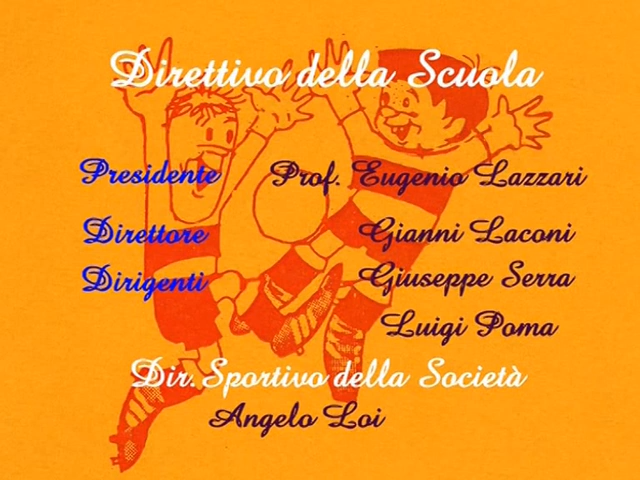 Direttivo della Scuola
Presidente Prof. Eugenio Lazzari
Direttore Gianni Laconi
Dirigenti Giuseppe Serra
Luigi Poma
Dir. Sportivo della Società
Angelo Loi